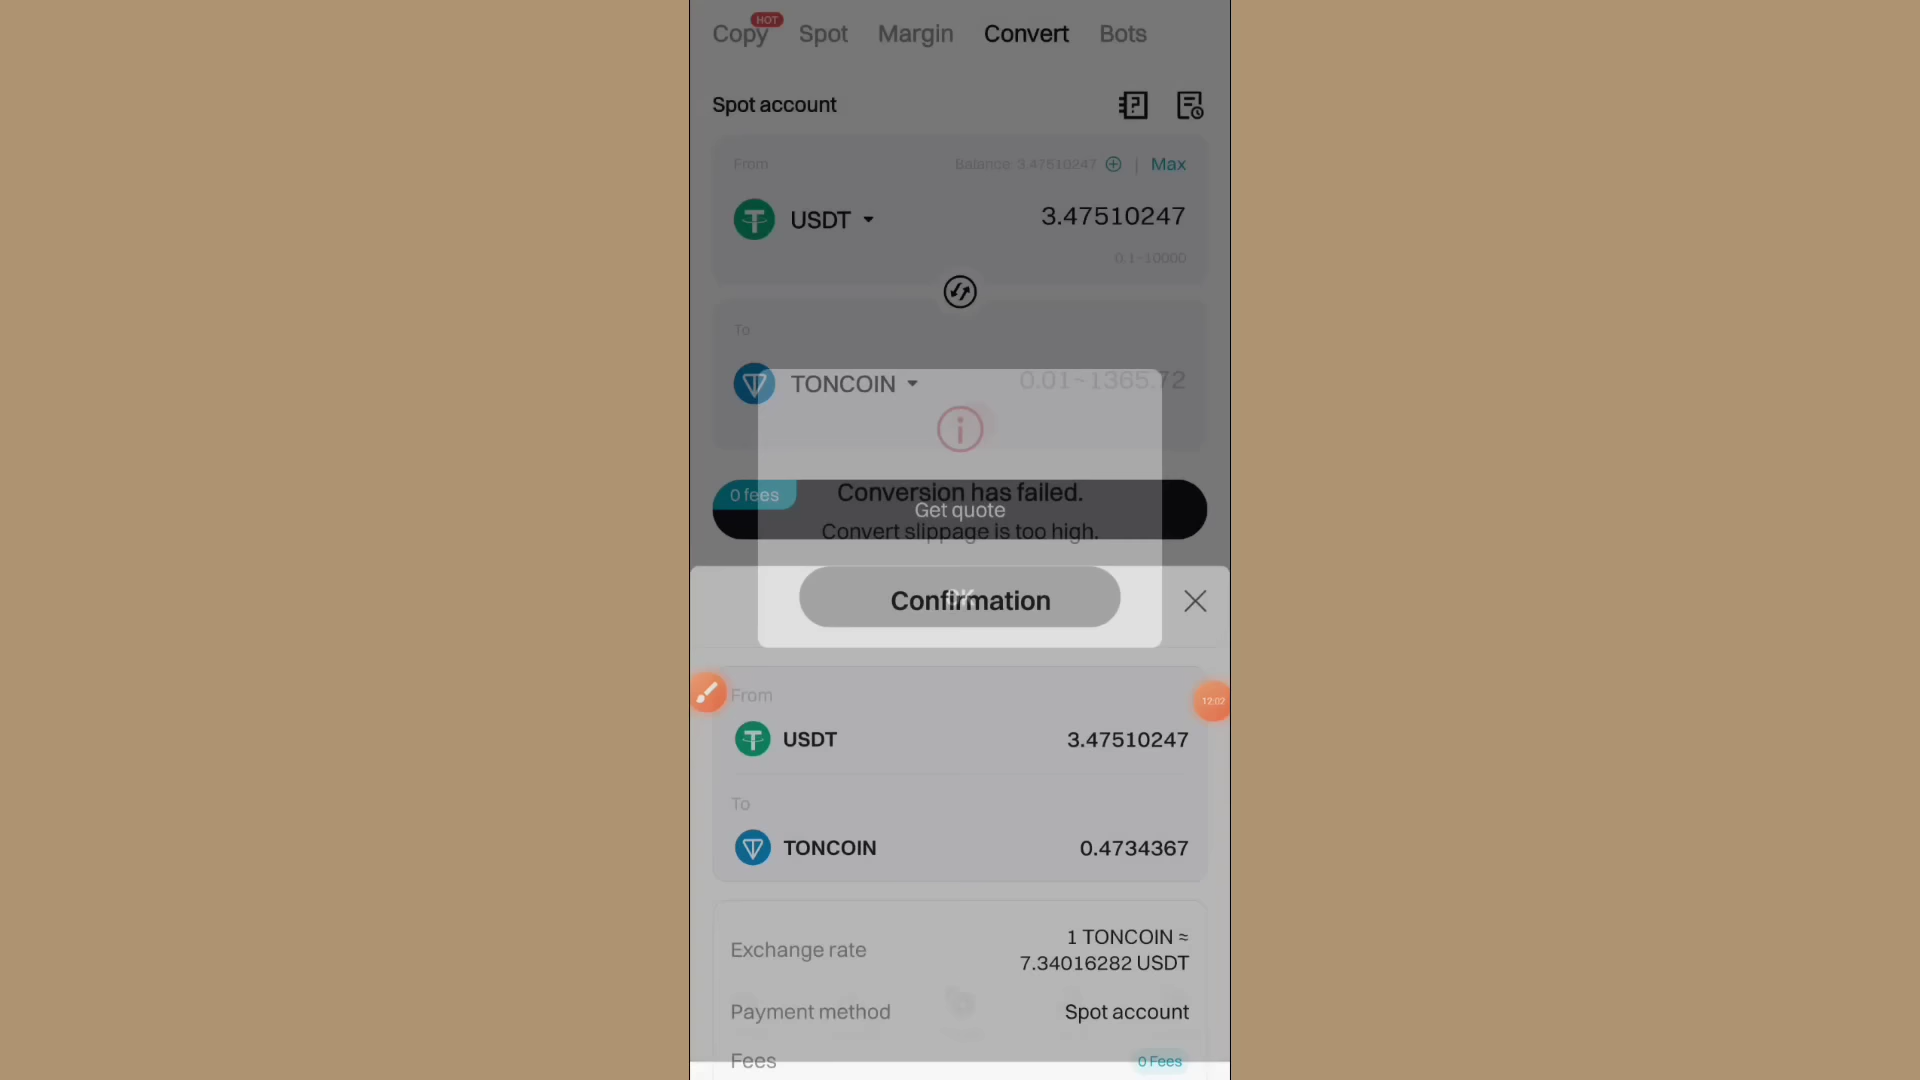 HOT
Copy Spot Margin Convert Bots
Spot account
From Balance: 3.47510247 | Max
USDT 3.47510247
0.1~10000
To
TONCOIN 0.01~1365.72
0 fees
Conversion has failed.
Get quote
Convert slippage is too high.
OK
Confirmation
From
12:02
USDT 3.47510247
To
TONCOIN 0.4734367
Exchange rate 1 TONCOIN ≈
7.34016282 USDT
Payment method Spot account
Fees 0 Fees